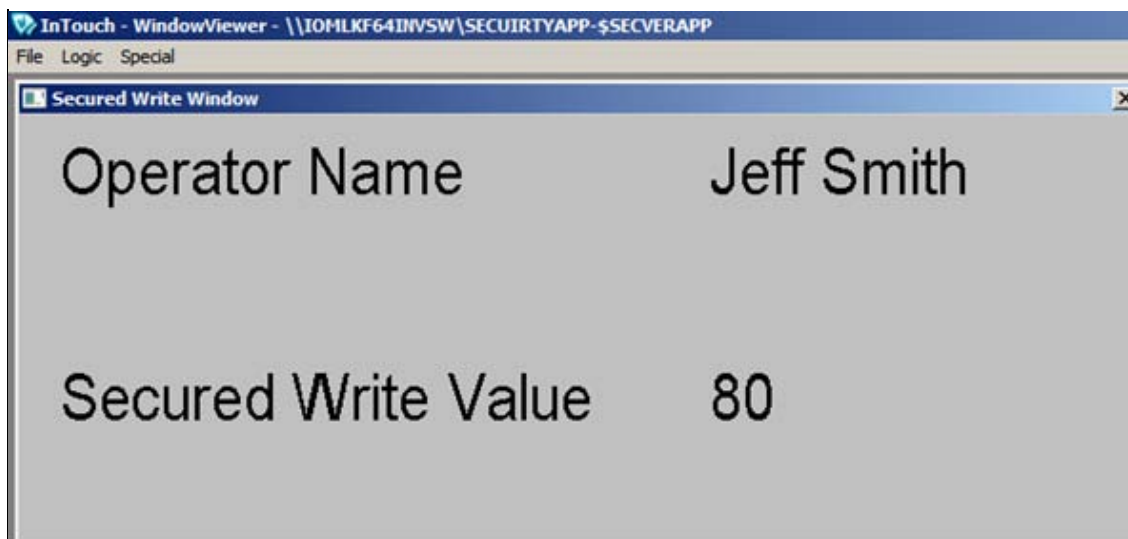 InTouch - WindowViewer - \\IOMLKF64INVSW\SECUIRTYAPP-$SECVERAPP
File Logic Special
Secured Write Window
Operator Name Jeff Smith
Secured Write Value 80